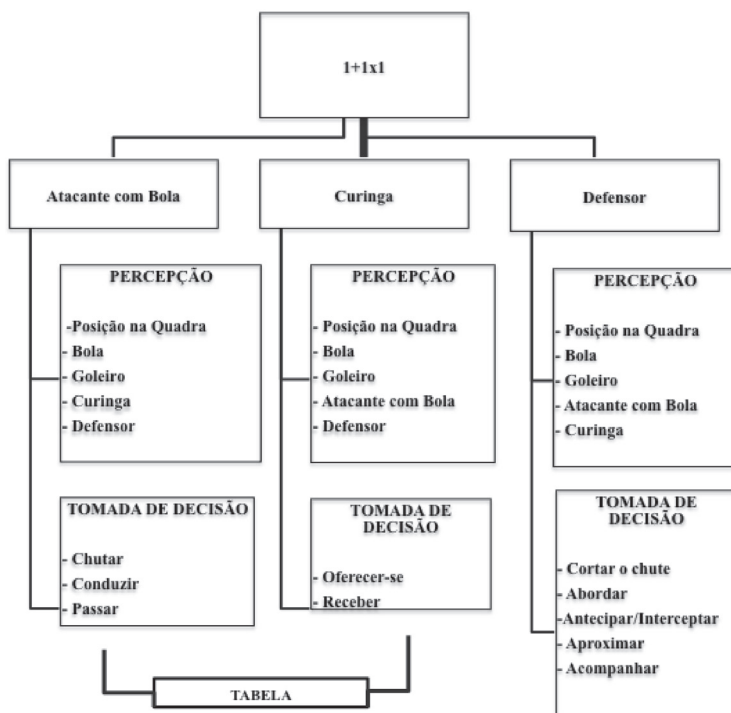 1+1x1
Atacante com Bola
Curinga
Defensor
PERCEPÇÃO
-Posição na Quadra
- Bola
- Goleiro
- Curinga
- Defensor
TOMADA DE DECISÃO
- Chutar
- Conduzir
- Passar
PERCEPÇÃO
- Posição na Quadra
- Bola
- Goleiro
- Atacante com Bola
- Defensor
TOMADA DE
DECISÃO
- Oferecer-se
- Receber
PERCEPÇÃO
- Posição na Quadra
- Bola
- Goleiro
- Atacante com Bola
- Curinga
TOMADA DE
DECISÃO
- Cortar o chute
- Abordar
-Antecipar/Interceptar
- Aproximar
- Acompanhar
TABELA